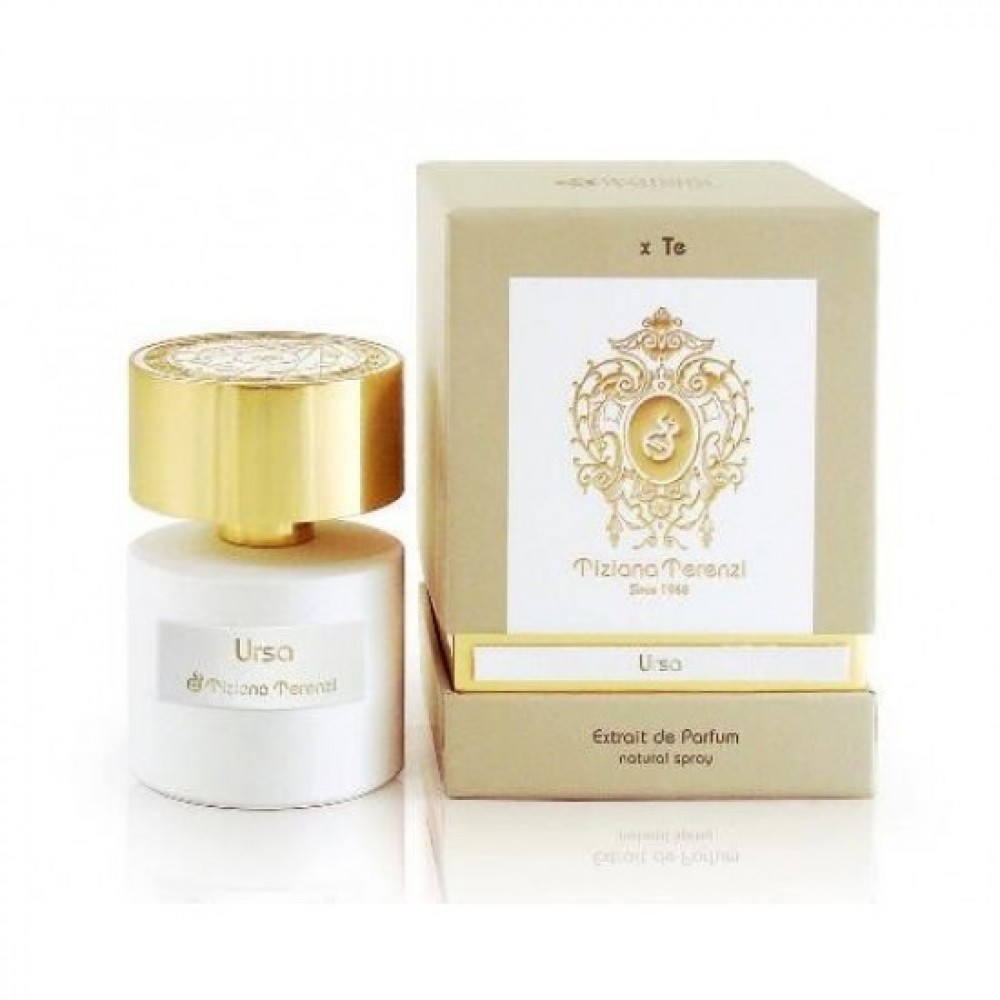 x Te
Tiziana Terenzi
Since 1968
Ursa
Extrait de Parfum
natural spray
Ursa
Tiziana Terenzi